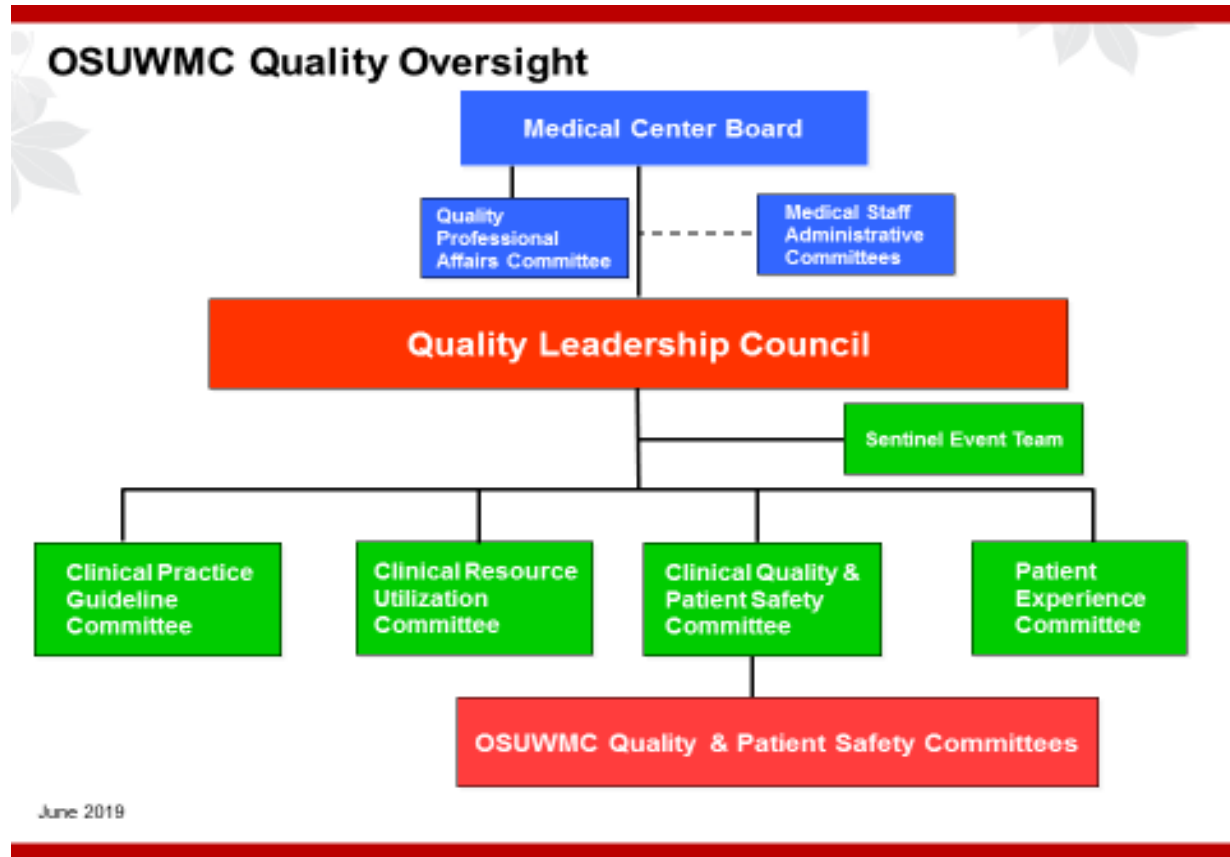 OSUWMC Quality Oversight
Medical Center Board
Quality
Professional
Affairs Committee
Medical Staff
Administrative
Committees
Quality Leadership Council
Sentinel Event Team
Clinical Practice
Guideline
Committee
Clinical Resource
Utilization
Committee
Clinical Quality &
Patient Safety
Committee
Patient
Experience
Committee
OSUWMC Quality & Patient Safety Committees
June 2019